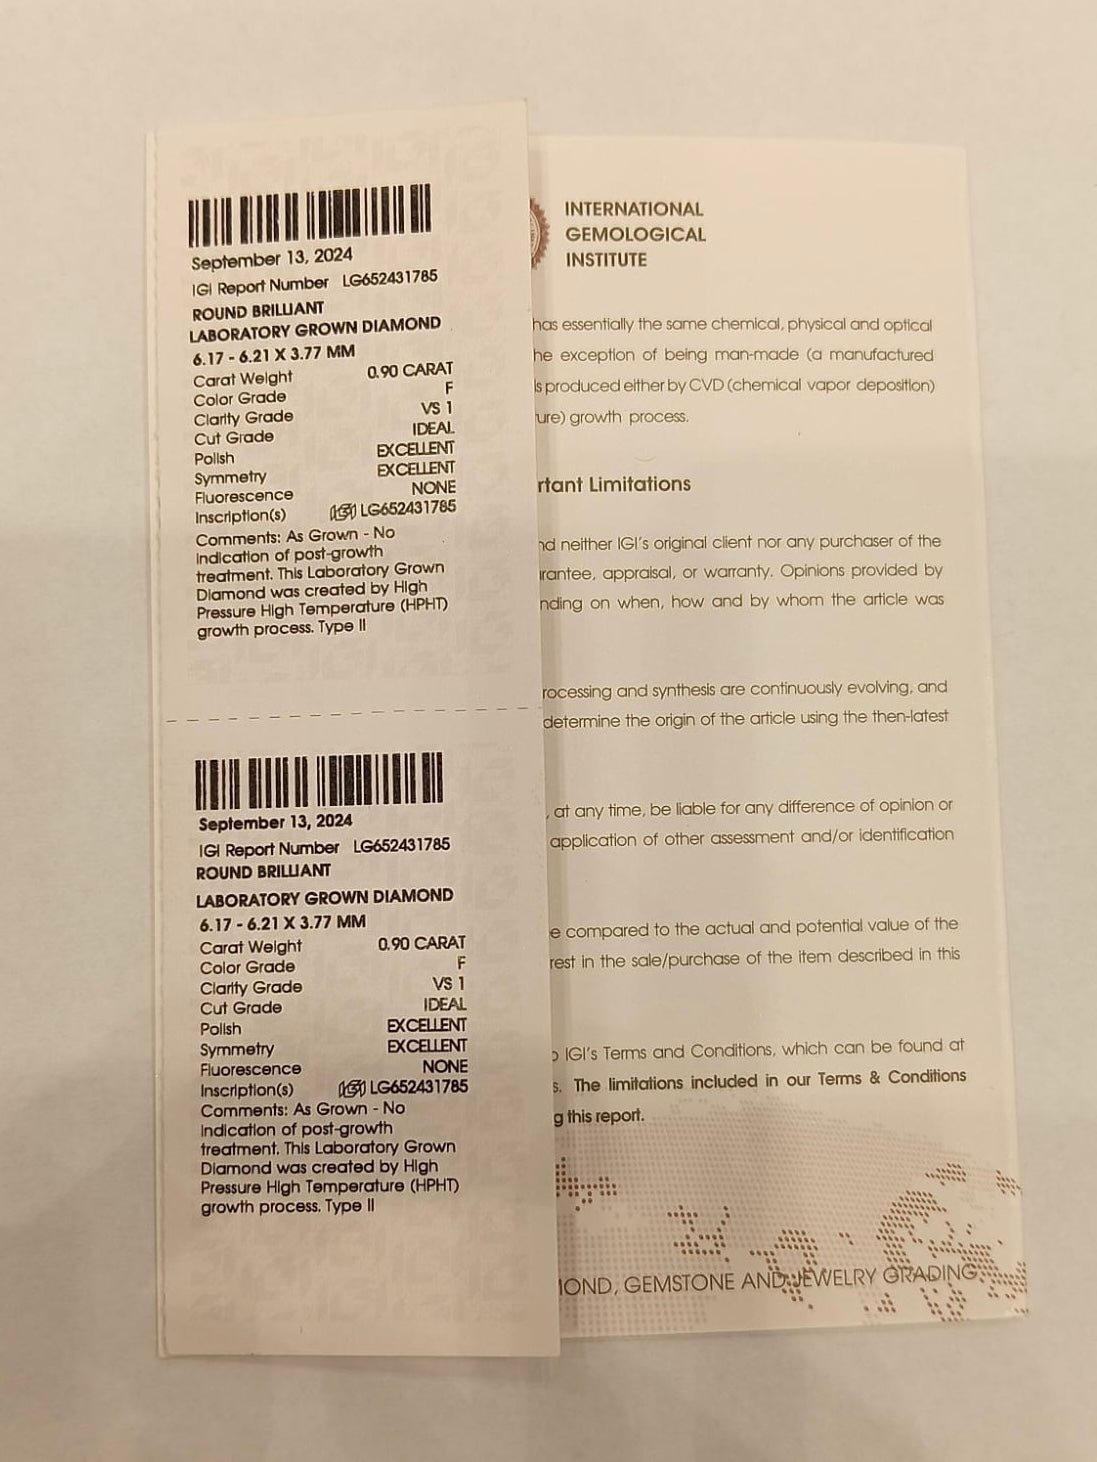 September 13, 2024
IGI Report Number LG652431785
ROUND BRILLIANT
LABORATORY GROWN DIAMOND
6.17 - 6.21 X 3.77 MM
Carat Weight 0.90 CARAT
Color Grade F
Clarity Grade VS 1
Cut Grade IDEAL
Polish EXCELLENT
Symmetry EXCELLENT
Fluorescence NONE
Inscription(s) LG652431785
Comments: As Grown - No
indication of post-growth
treatment. This Laboratory Grown
Diamond was created by High
Pressure High Temperature (HPHT)
growth process. Type II
September 13, 2024
IGI Report Number LG652431785
ROUND BRILLIANT
LABORATORY GROWN DIAMOND
6.17 - 6.21 X 3.77 MM
Carat Weight 0.90 CARAT
Color Grade F
Clarity Grade VS 1
Cut Grade IDEAL
Polish EXCELLENT
Symmetry EXCELLENT
Fluorescence NONE
Inscription(s) LG652431785
Comments: As Grown - No
indication of post-growth
treatment. This Laboratory Grown
Diamond was created by High
Pressure High Temperature (HPHT)
growth process. Type II
INTERNATIONAL
GEMOLOGICAL
INSTITUTE
has essentially the same chemical, physical and optical
he exception of being man-made (a manufactured
s produced either by CVD (chemical vapor deposition)
ure) growth process.
rtant Limitations
nd neither IGI's original client nor any purchaser of the
rantee, appraisal, or warranty. Opinions provided by
nding on when, how and by whom the article was
rocessing and synthesis are continuously evolving, and
determine the origin of the article using the then-latest
, at any time, be liable for any difference of opinion or
application of other assessment and/or identification
e compared to the actual and potential value of the
rest in the sale/purchase of the item described in this
o IGI's Terms and Conditions, which can be found at
s. The limitations included in our Terms & Conditions
g this report.
OND, GEMSTONE AND JEWELRY GRADING